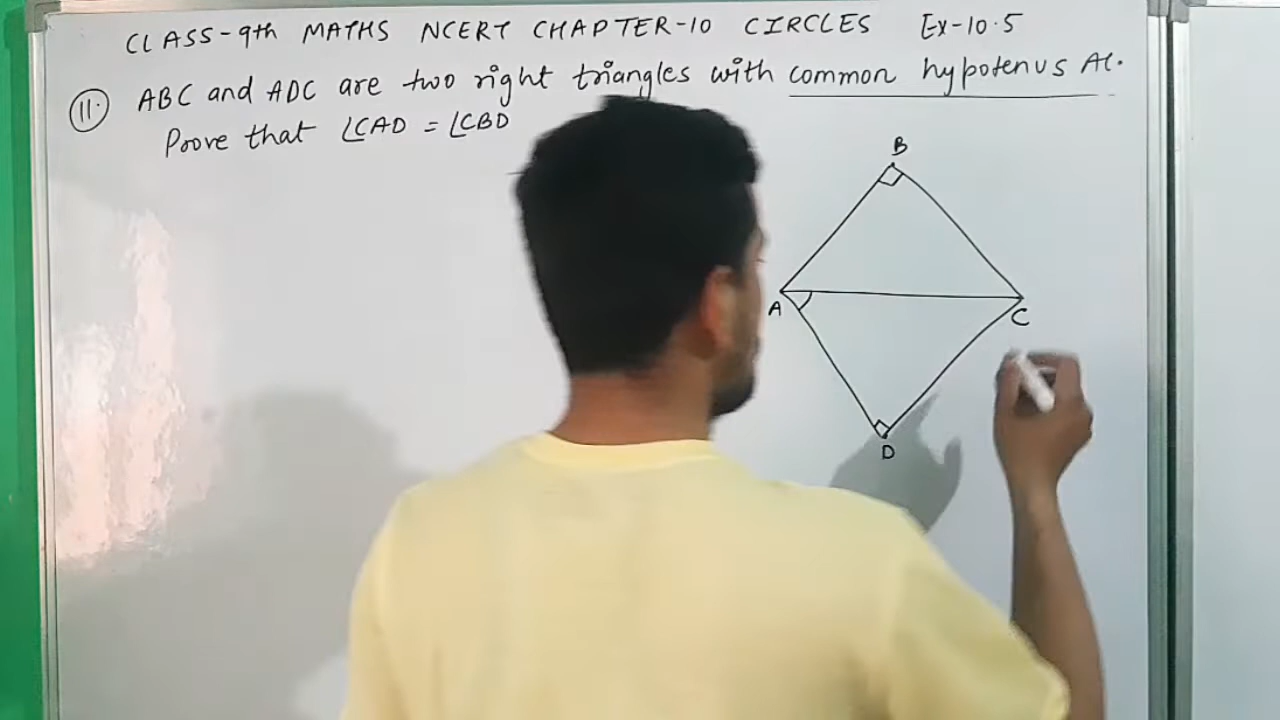 CLASS-9th MATHS NCERT CHAPTER-10 CIRCLES Ex-10.5
11. ABC and ADC are two right triangles with common hypotenus AC.
Prove that ∠CAD = ∠CBD
B
A
C
D